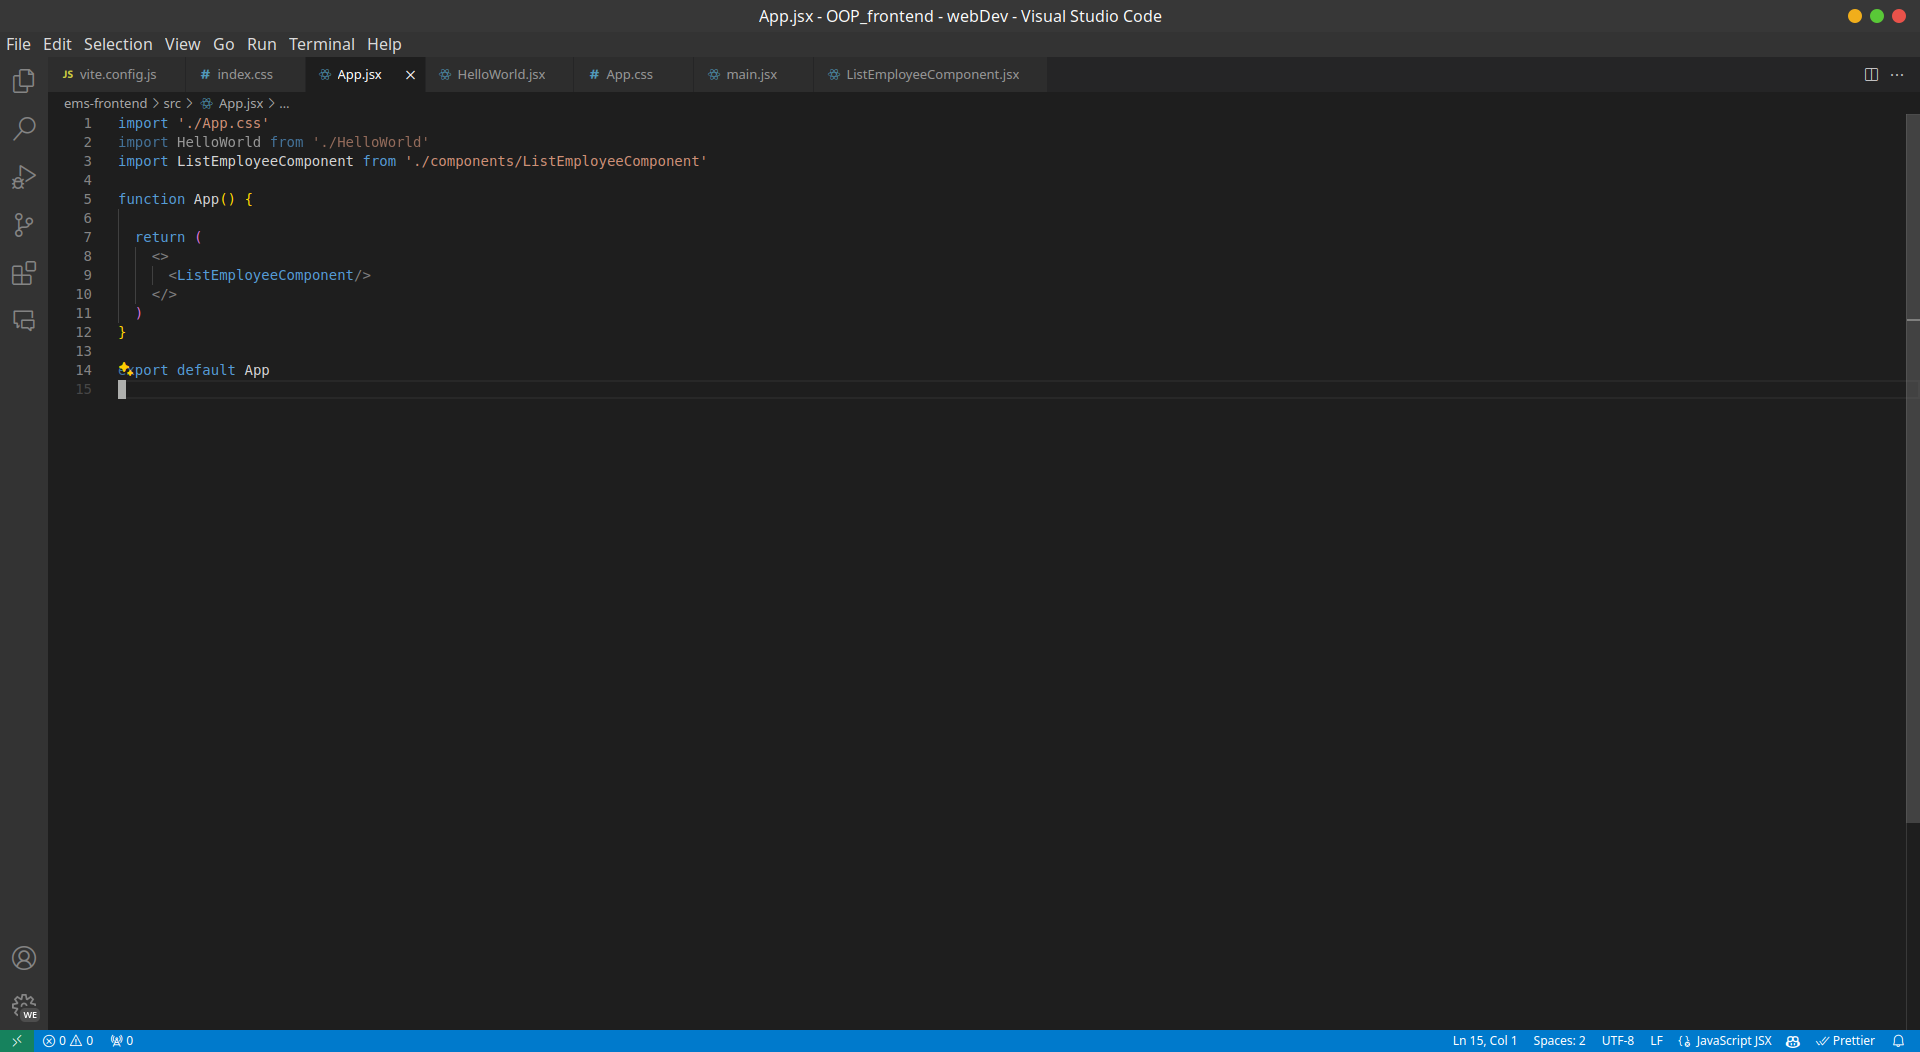 App.jsx - OOP_frontend - webDev - Visual Studio Code
File Edit Selection View Go Run Terminal Help
JS vite.config.js # index.css App.jsx HelloWorld.jsx # App.css main.jsx ListEmployeeComponent.jsx
ems-frontend > src > App.jsx > ...
1 import './App.css'
2 import HelloWorld from './HelloWorld'
3 import ListEmployeeComponent from './components/ListEmployeeComponent'
4
5 function App() {
6
7 return (
8 <>
9 <ListEmployeeComponent/>
10 </>
11 )
12 }
13
14 export default App
15
WE
0 0 0 Ln 15, Col 1 Spaces: 2 UTF-8 LF JavaScript JSX Prettier